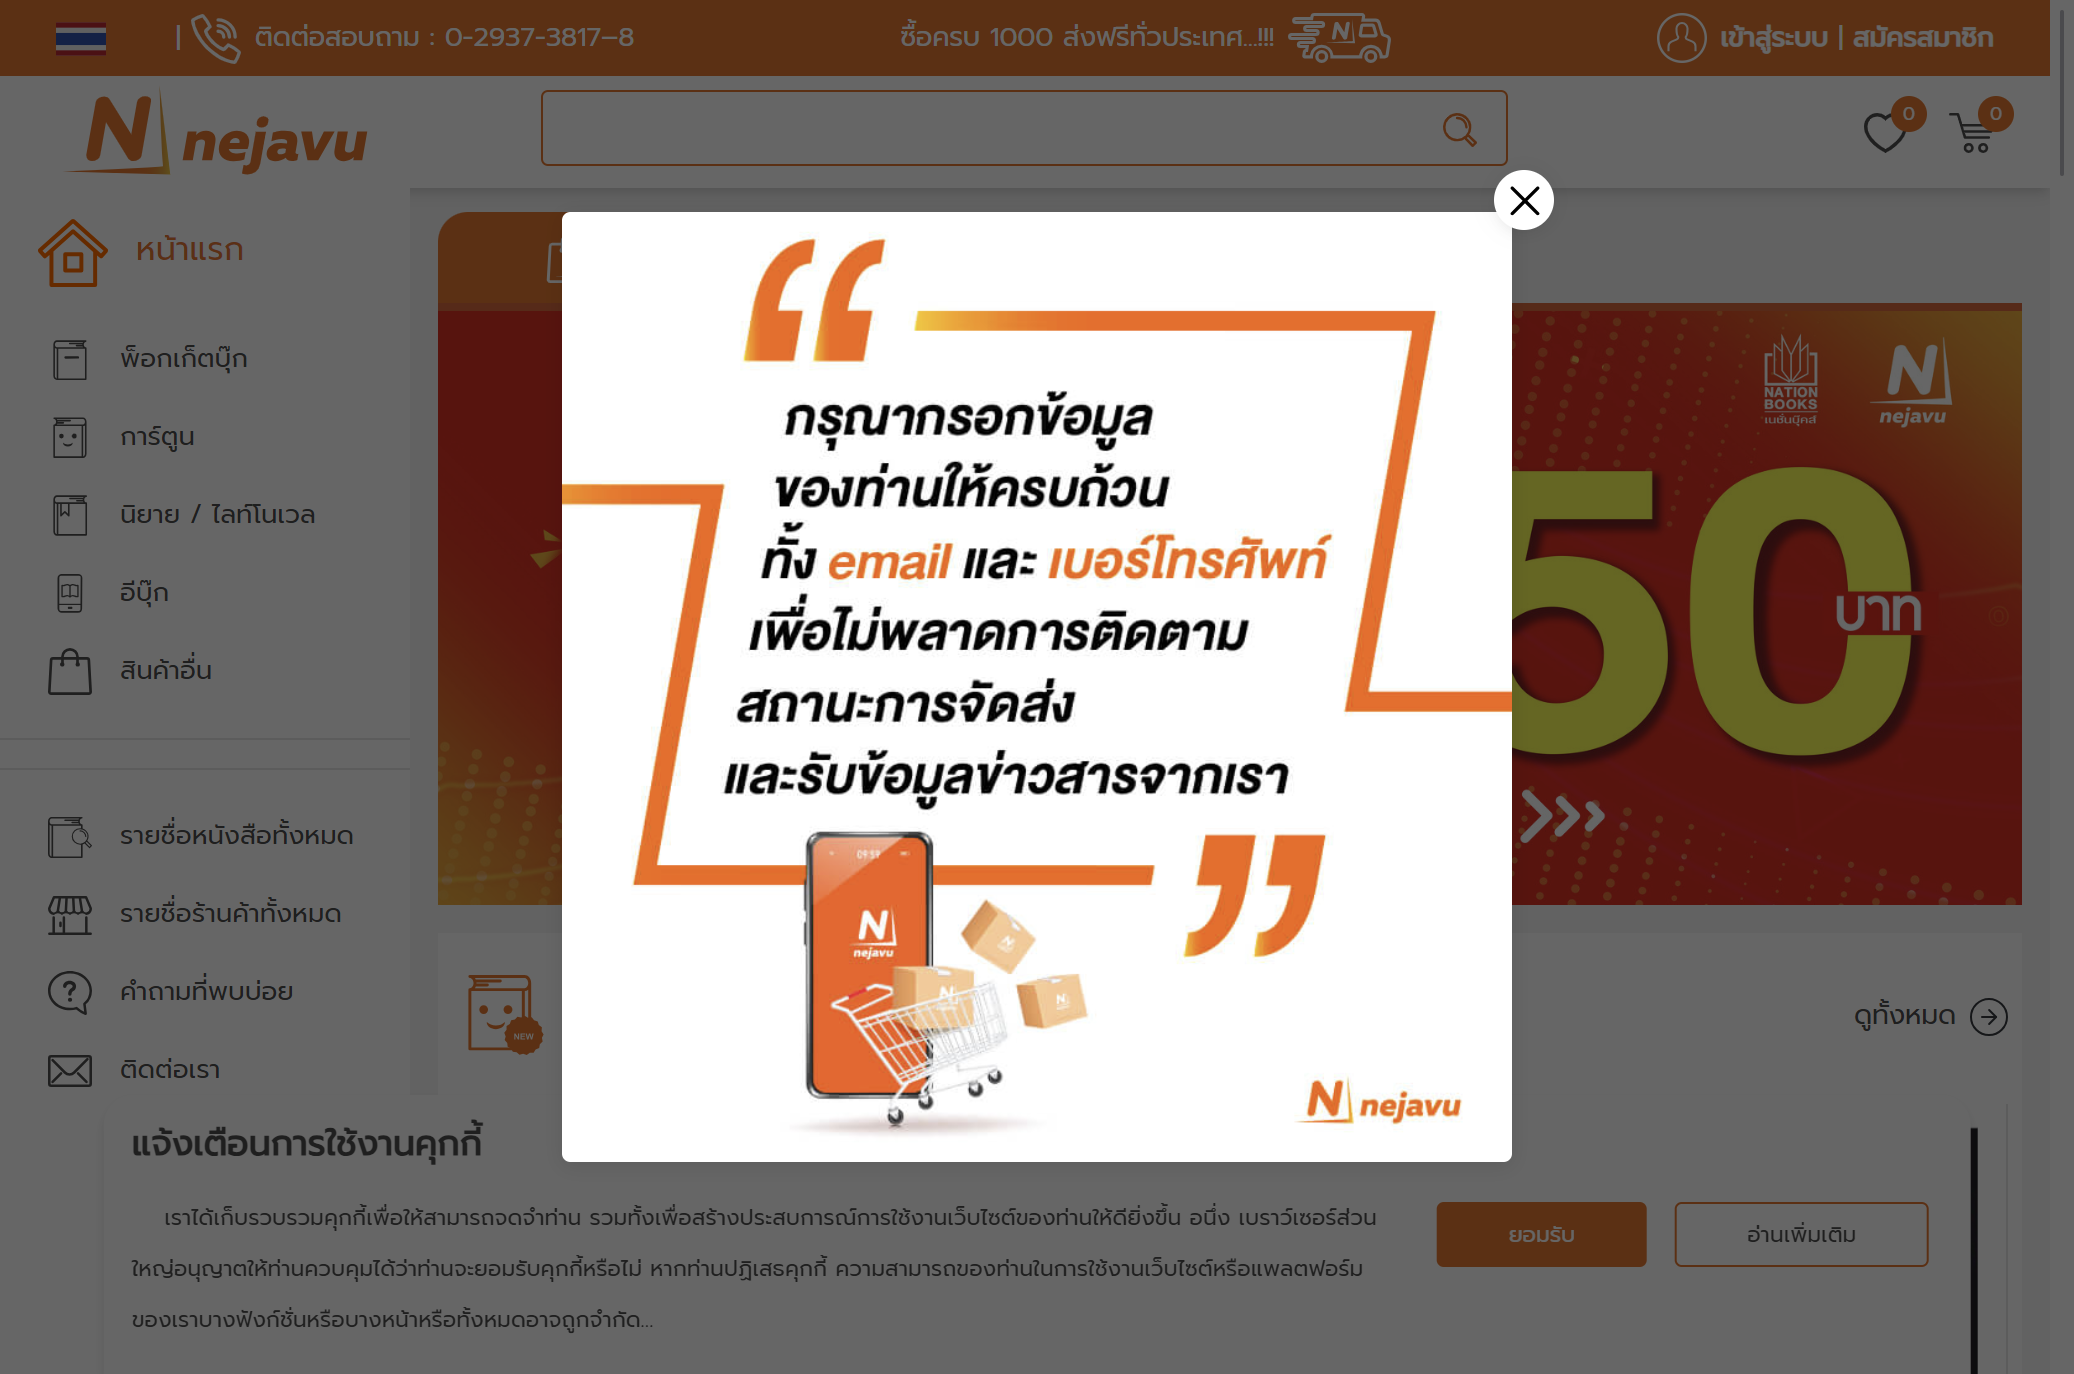 | ติดต่อสอบถาม : 0-2937-3817–8
ซื้อครบ 1000 ส่งฟรีทั่วประเทศ...!!!
N
เข้าสู่ระบบ | สมัครสมาชิก
N nejavu
0
0
หน้าแรก
พ็อกเก็ตบุ๊ก
การ์ตูน
นิยาย / ไลท์โนเวล
อีบุ๊ก
สินค้าอื่น
รายชื่อหนังสือทั้งหมด
รายชื่อร้านค้าทั้งหมด
คำถามที่พบบ่อย
ติดต่อเรา
NATION
BOOKS
เนชั่นบุ๊คส์
N
nejavu
50
บาท
“
กรุณากรอกข้อมูล
ของท่านให้ครบถ้วน
ทั้ง email และ เบอร์โทรศัพท์
เพื่อไม่พลาดการติดตาม
สถานะการจัดส่ง
และรับข้อมูลข่าวสารจากเรา
”
09:59
N
nejavu
N
N
N
N nejavu
NEW
ดูทั้งหมด
แจ้งเตือนการใช้งานคุกกี้
เราได้เก็บรวบรวมคุกกี้เพื่อให้สามารถจดจำท่าน รวมทั้งเพื่อสร้างประสบการณ์การใช้งานเว็บไซต์ของท่านให้ดียิ่งขึ้น อนึ่ง เบราว์เซอร์ส่วน
ใหญ่อนุญาตให้ท่านควบคุมได้ว่าท่านจะยอมรับคุกกี้หรือไม่ หากท่านปฏิเสธคุกกี้ ความสามารถของท่านในการใช้งานเว็บไซต์หรือแพลตฟอร์ม
ของเราบางฟังก์ชั่นหรือบางหน้าหรือทั้งหมดอาจถูกจำกัด...
ยอมรับ
อ่านเพิ่มเติม